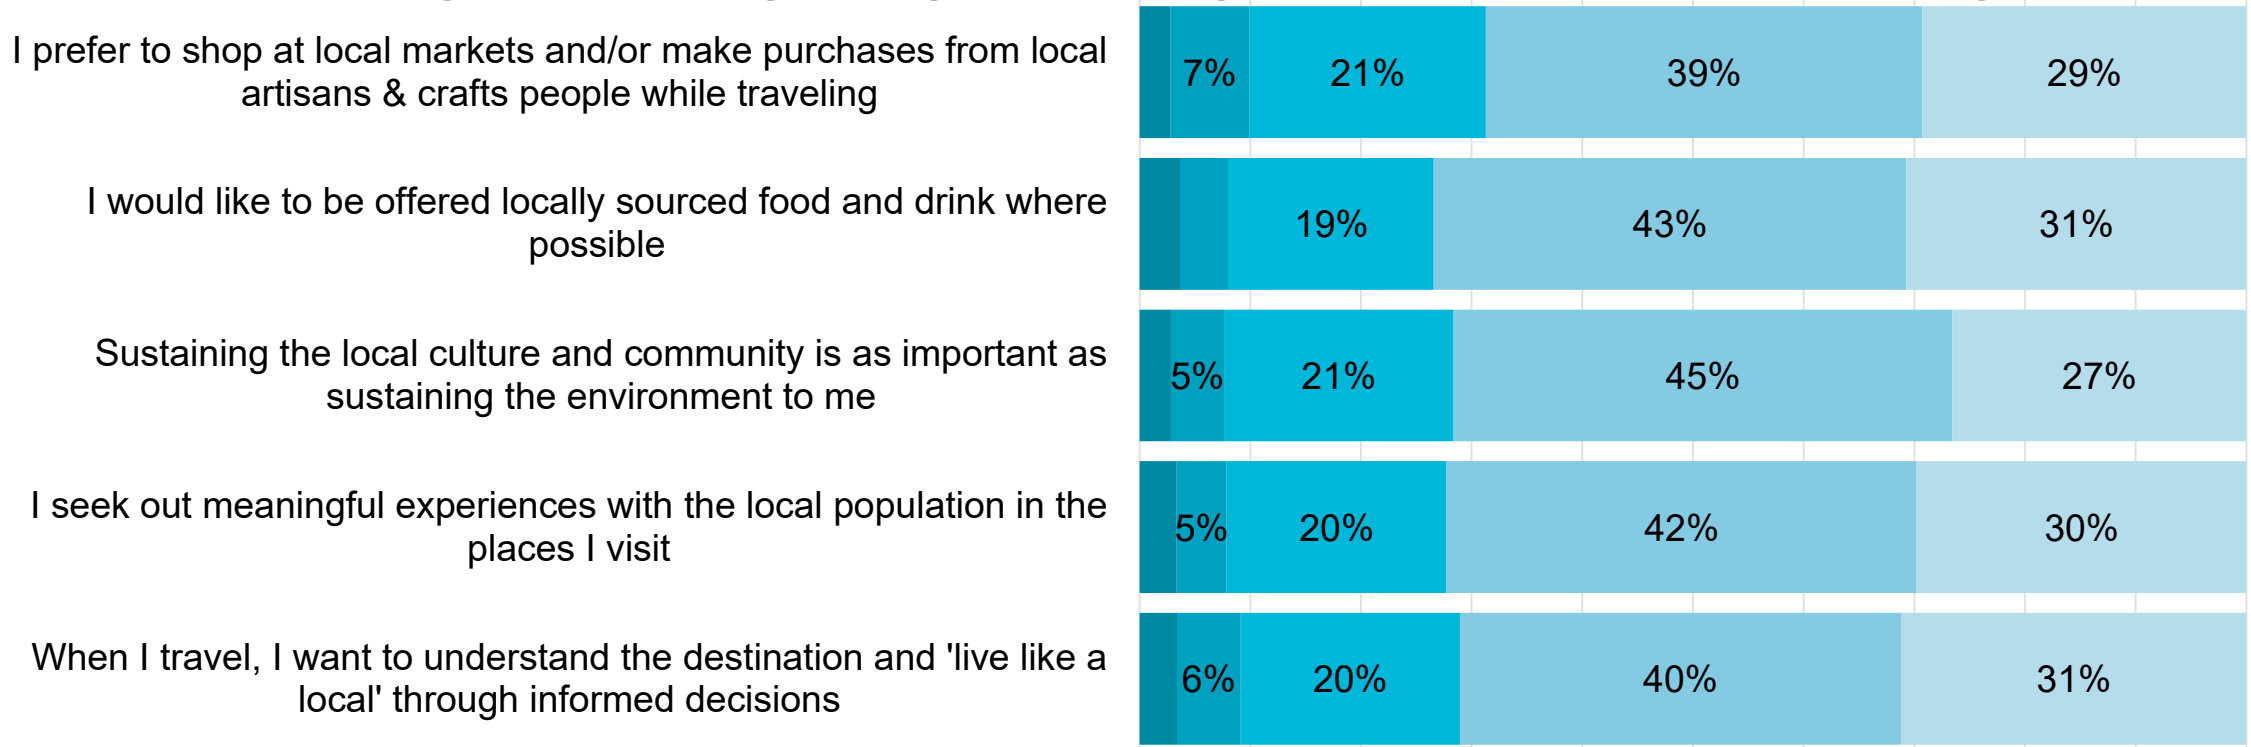 I prefer to shop at local markets and/or make purchases from local
artisans & crafts people while traveling
7% 21% 39% 29%
I would like to be offered locally sourced food and drink where
possible
19% 43% 31%
Sustaining the local culture and community is as important as
sustaining the environment to me
5% 21% 45% 27%
I seek out meaningful experiences with the local population in the
places I visit
5% 20% 42% 30%
When I travel, I want to understand the destination and 'live like a
local' through informed decisions
6% 20% 40% 31%